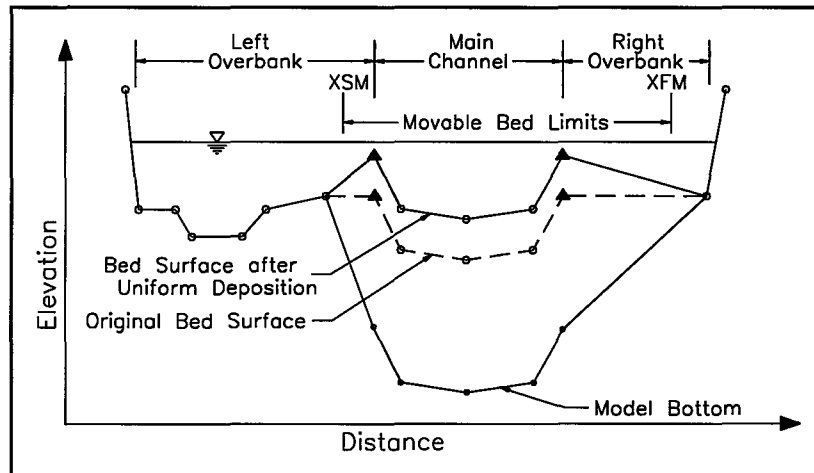 Left Overbank
Main Channel
Right Overbank
XSM
XFM
Movable Bed Limits
Bed Surface after
Uniform Deposition
Original Bed Surface
Model Bottom
Elevation
Distance